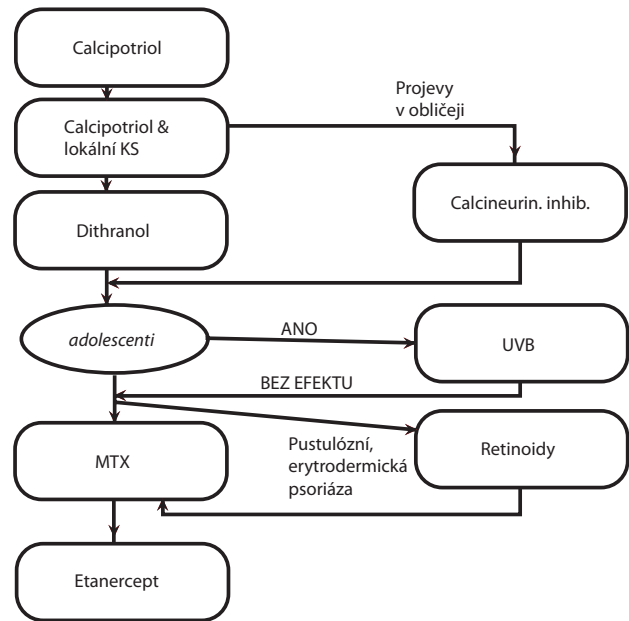 Calcipotriol
Projevy
v obličeji
Calcipotriol &
lokální KS
Calcineurin. inhib.
Dithranol
adolescenti
ANO
UVB
BEZ EFEKTU
MTX
Pustulózní,
erytrodermická
psoriáza
Retinoidy
Etanercept